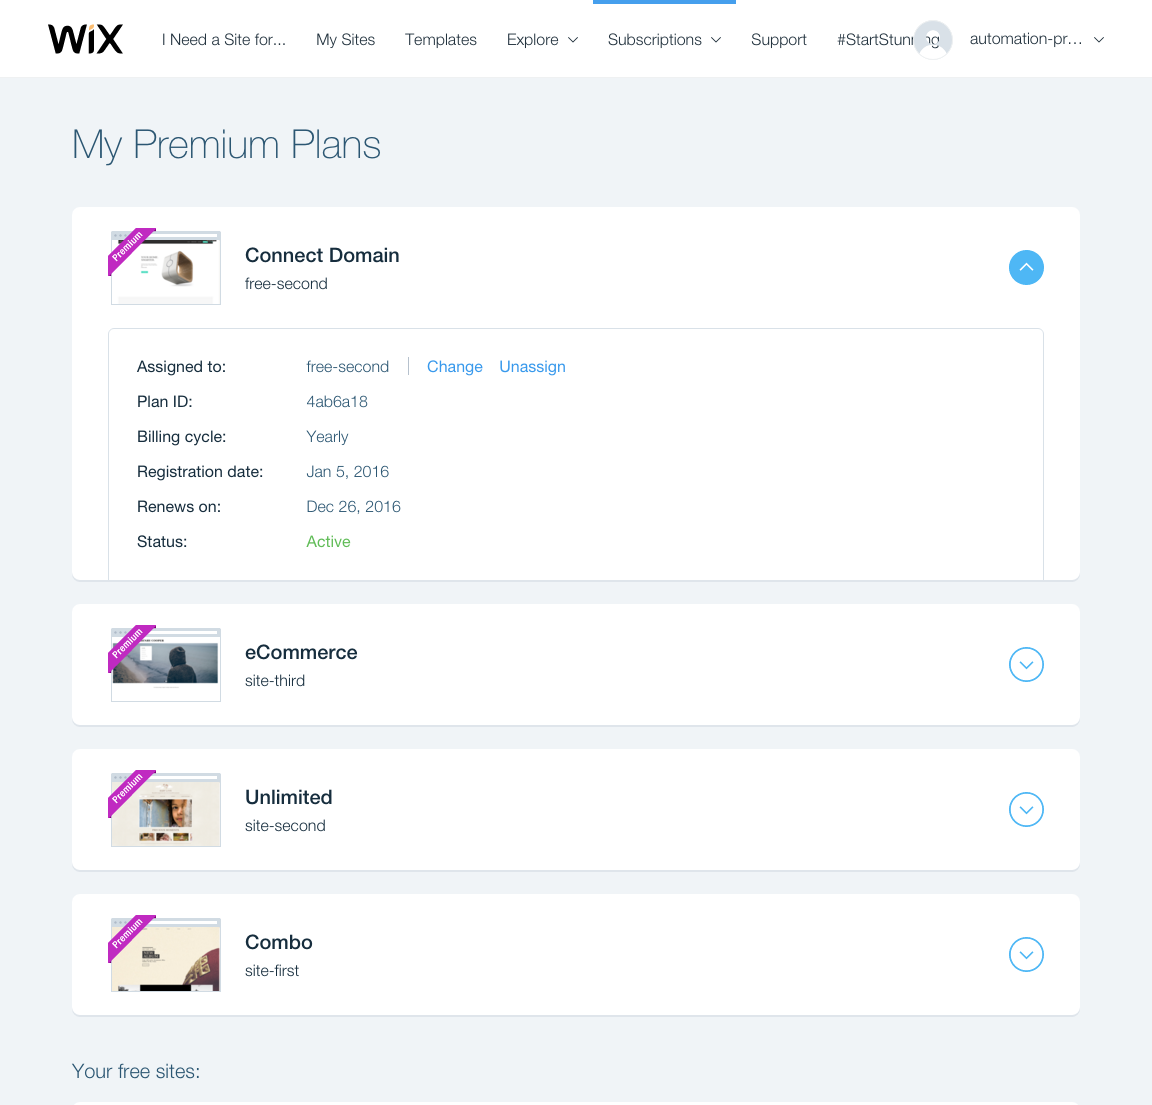 WiX
I Need a Site for...
My Sites
Templates
Explore
Subscriptions
Support
#StartStunning
automation-pr...
My Premium Plans
Premium
Connect Domain
free-second
Assigned to: free-second Change Unassign
Plan ID: 4ab6a18
Billing cycle: Yearly
Registration date: Jan 5, 2016
Renews on: Dec 26, 2016
Status: Active
Premium
eCommerce
site-third
Premium
Unlimited
site-second
Premium
Combo
site-first
Your free sites: